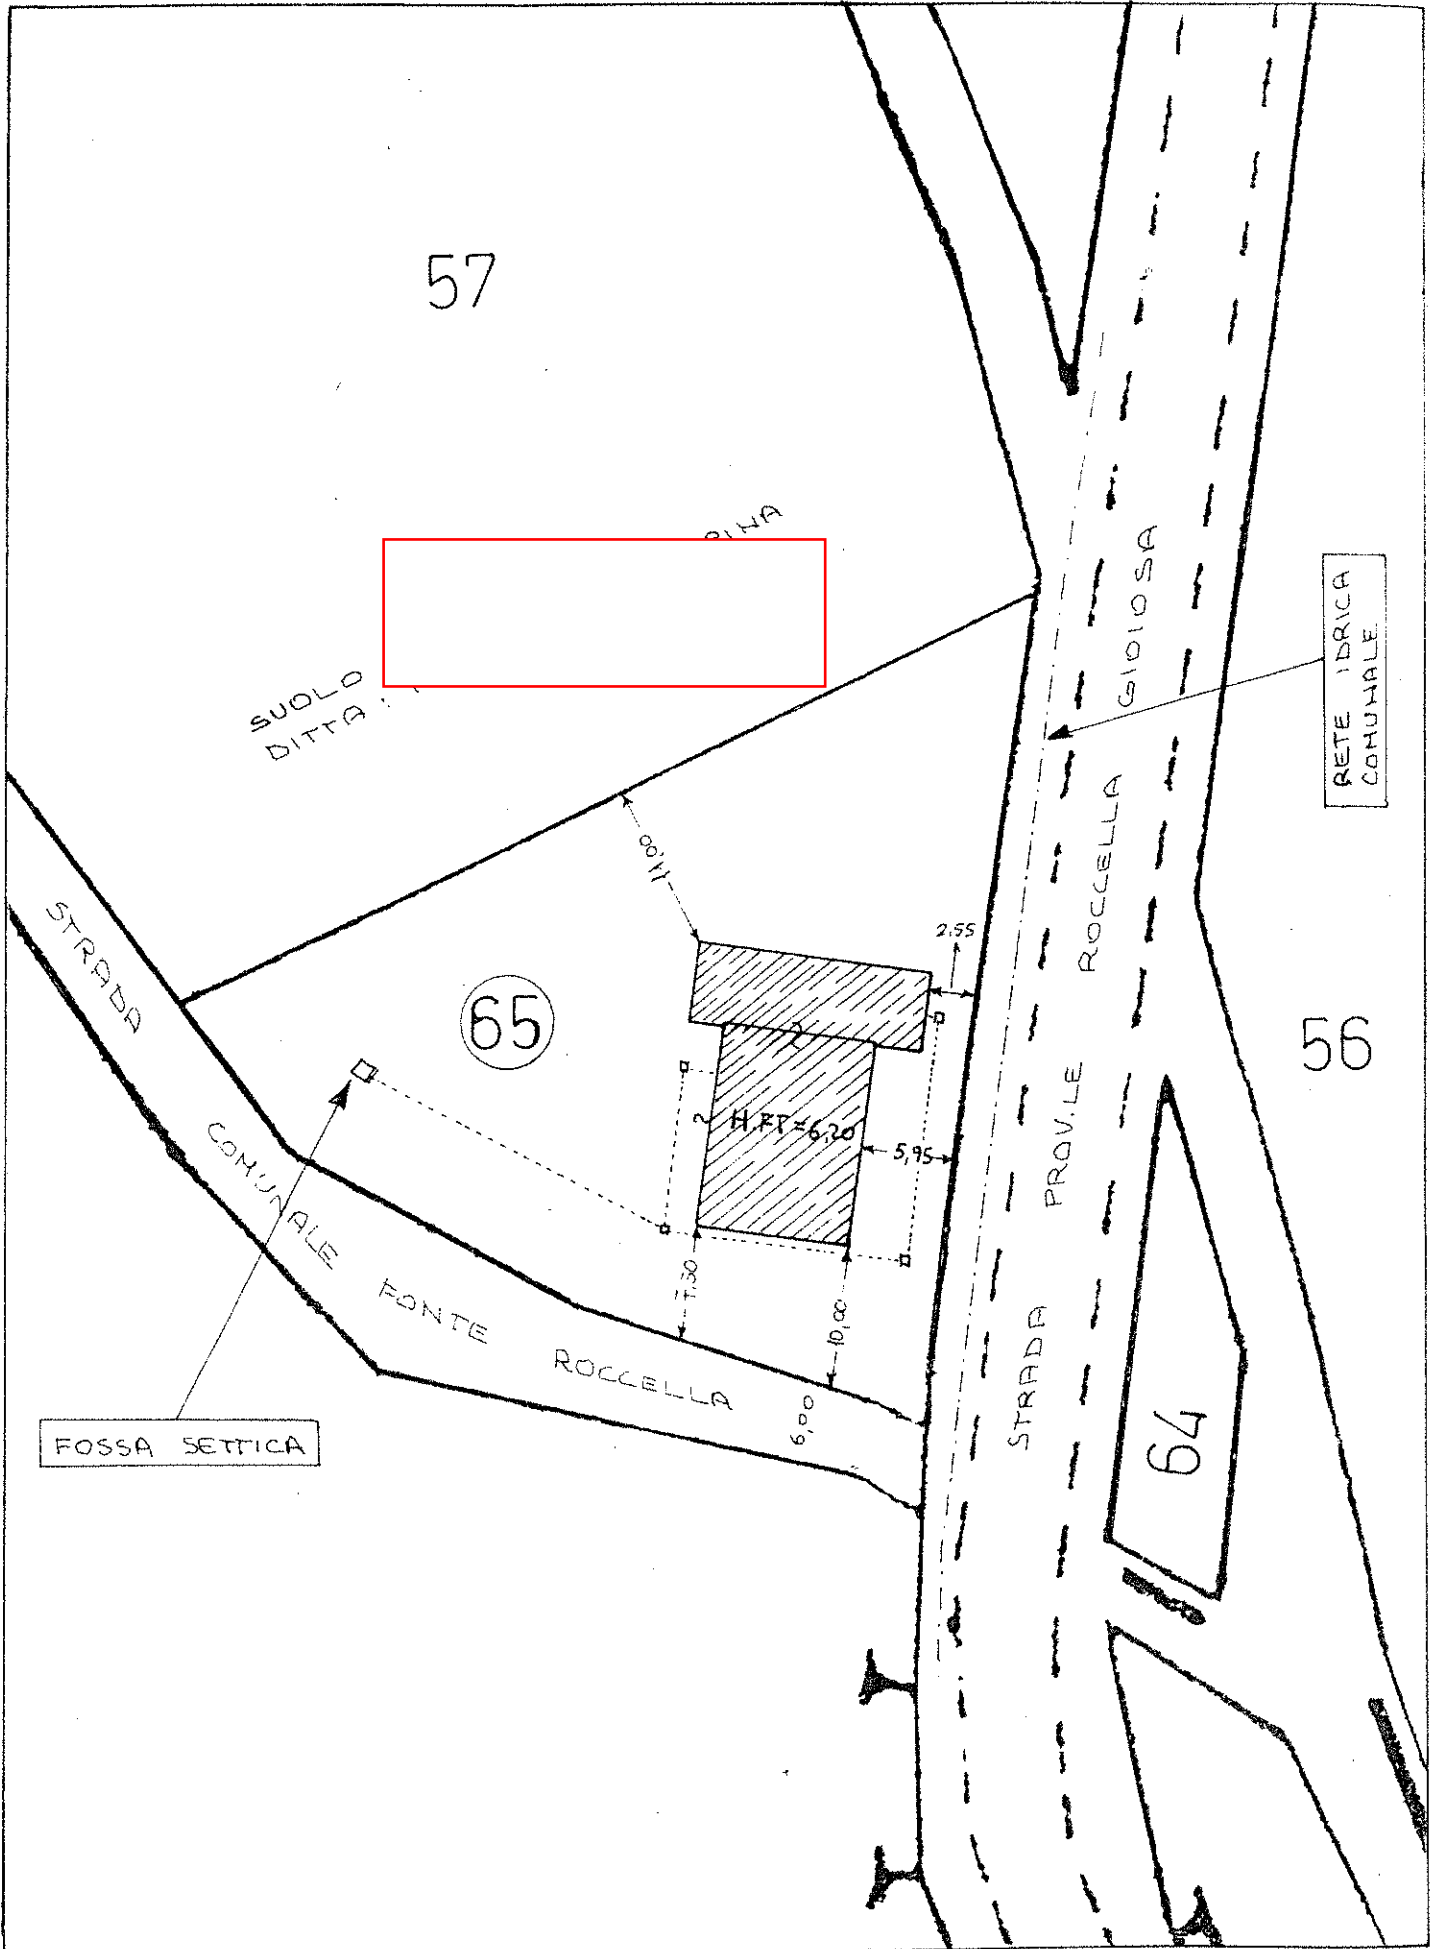 57
SUOLO
DITTA:
RETE IDRICA
COMUNALE
11,00
2.55
65
56
H.FP=6,20
5,95
7.30
10,00
6,00
STRADA COMUNALE FONTE ROCCELLA
STRADA PROV.LE ROCCELLA GIOIOSA
64
FOSSA SETTICA